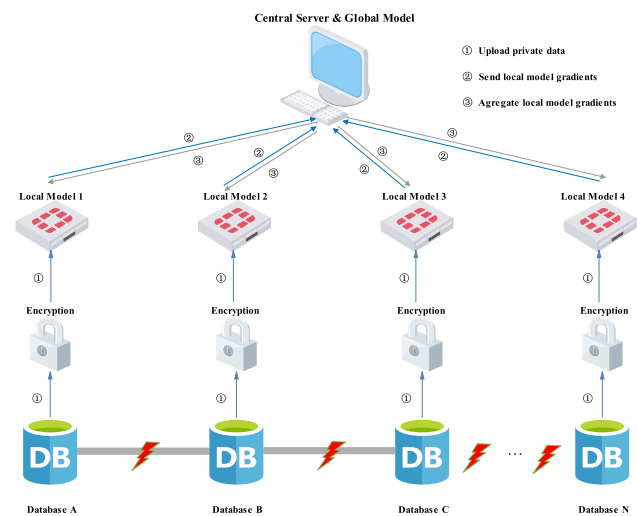 Central Server & Global Model
① Upload private data
② Send local model gradients
③ Agregate local model gradients
②
③
②
③
③
②
③
②
Local Model 1
Local Model 2
Local Model 3
Local Model 4
①
①
①
①
Encryption
Encryption
Encryption
Encryption
①
①
①
①
DB
DB
DB
...
DB
Database A
Database B
Database C
Database N